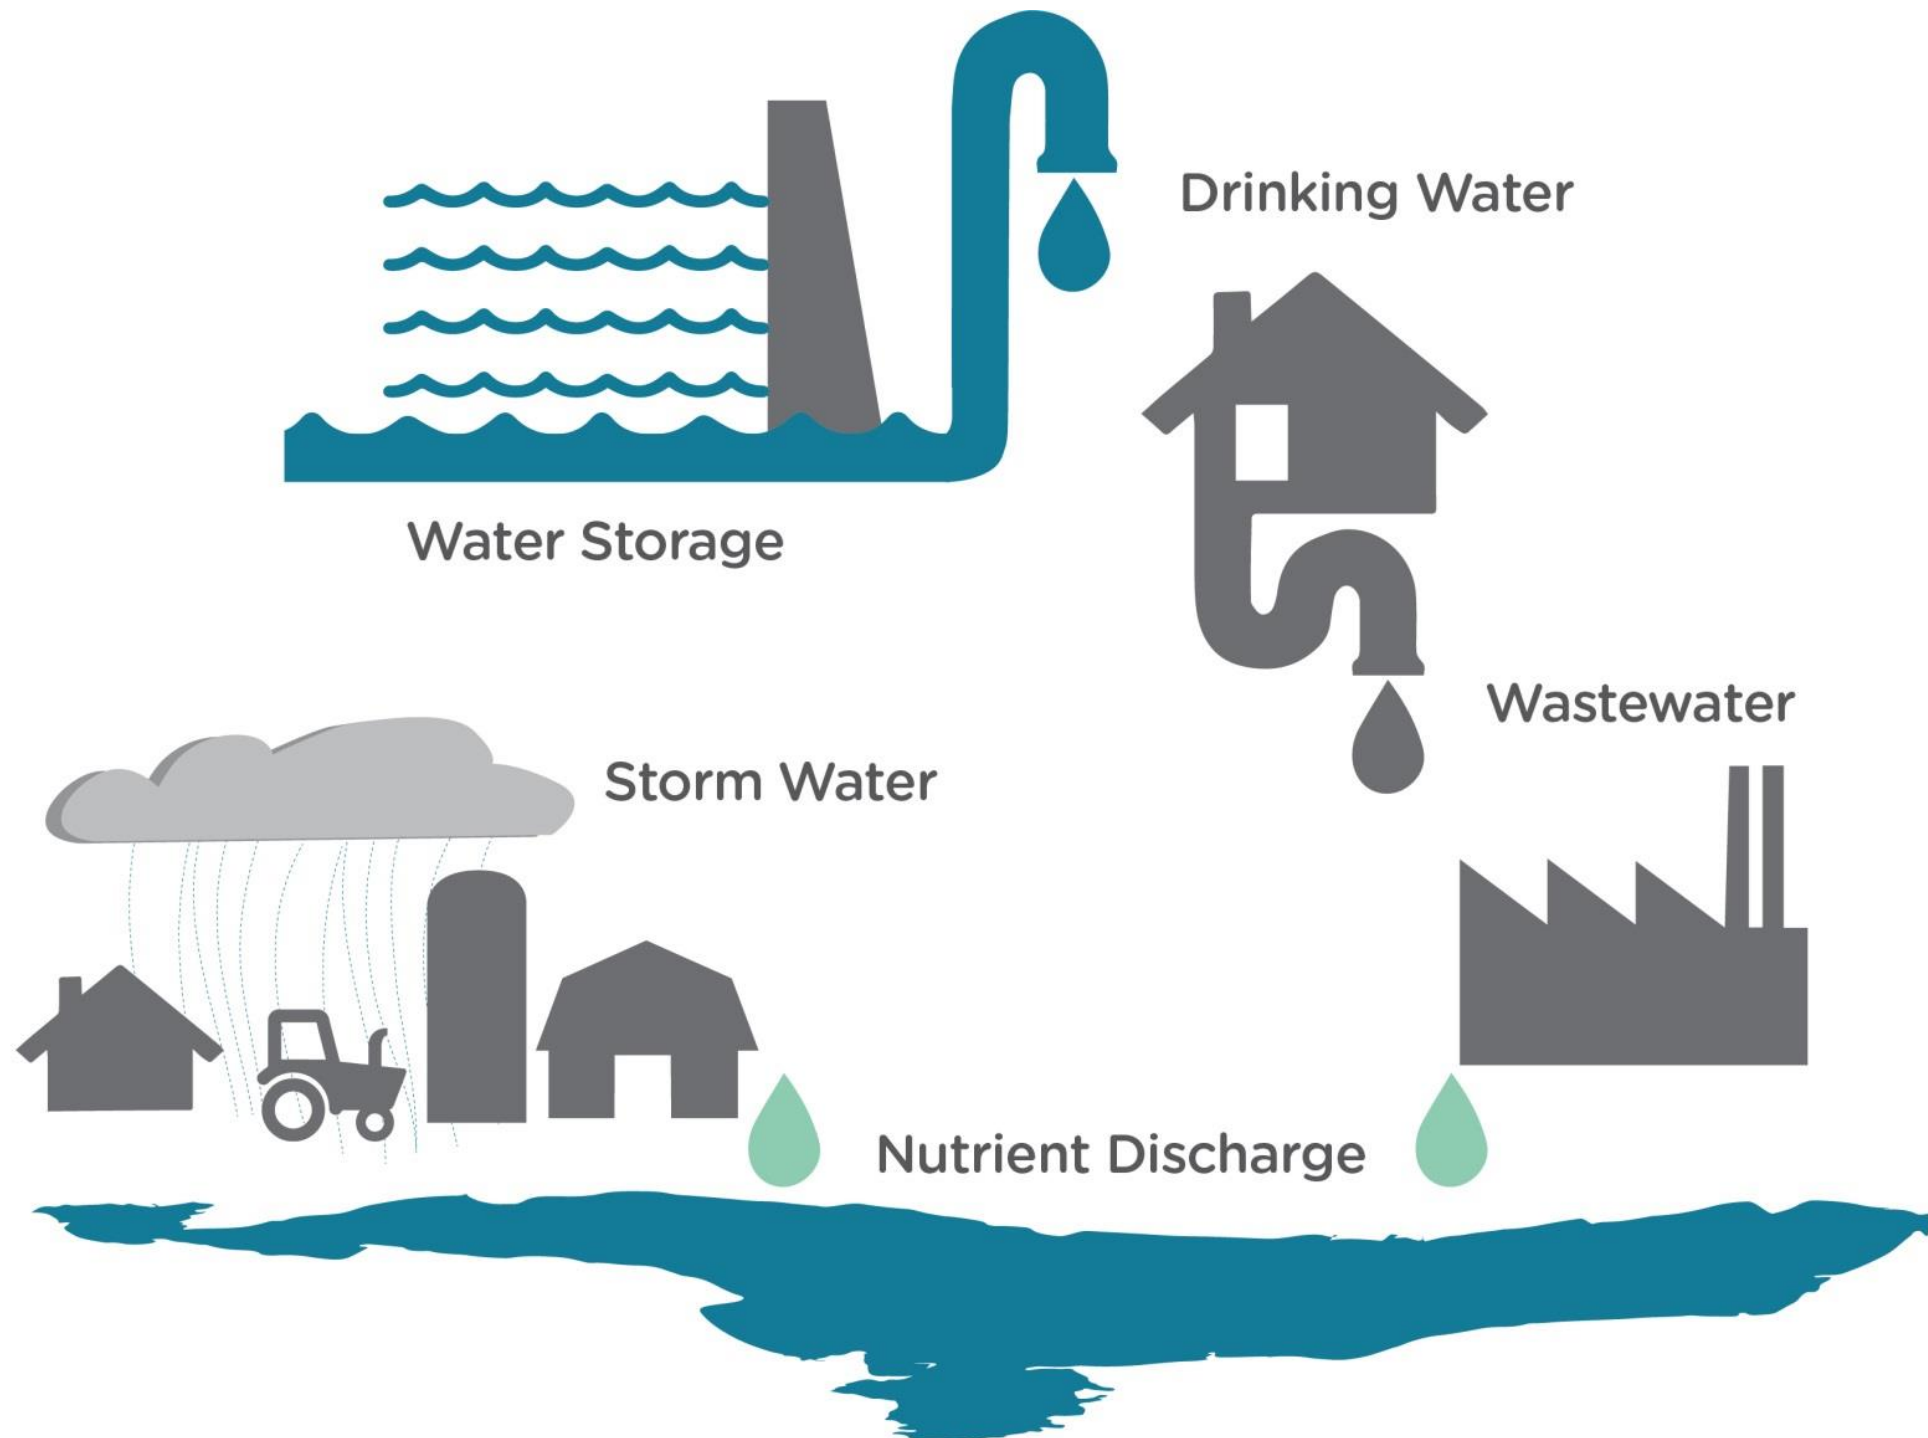 Drinking Water
Water Storage
Wastewater
Storm Water
Nutrient Discharge